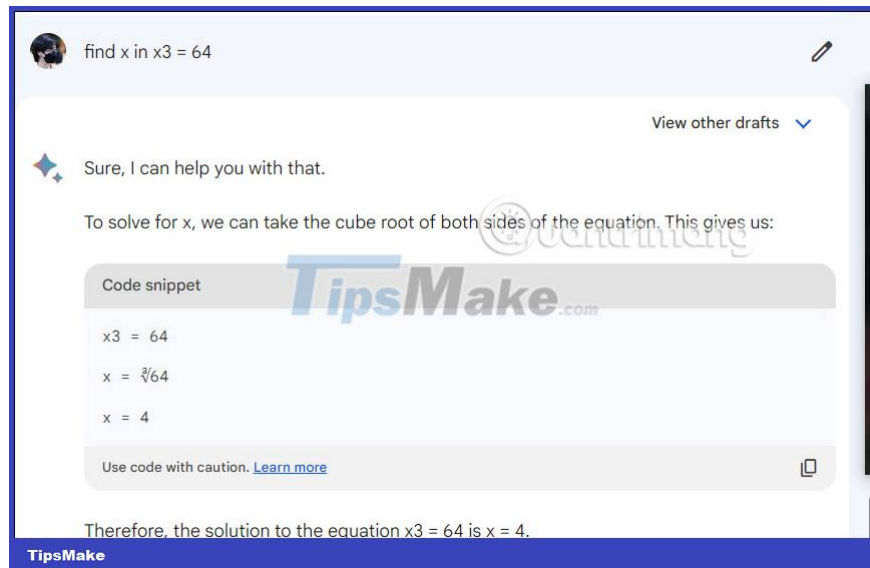 find x in x3 = 64
View other drafts
Sure, I can help you with that.
To solve for x, we can take the cube root of both sides of the equation. This gives us:
Quantrimang
TipsMake.com
Code snippet
x3 = 64
x = ∛64
x = 4
Use code with caution. Learn more
Therefore, the solution to the equation x3 = 64 is x = 4.
TipsMake